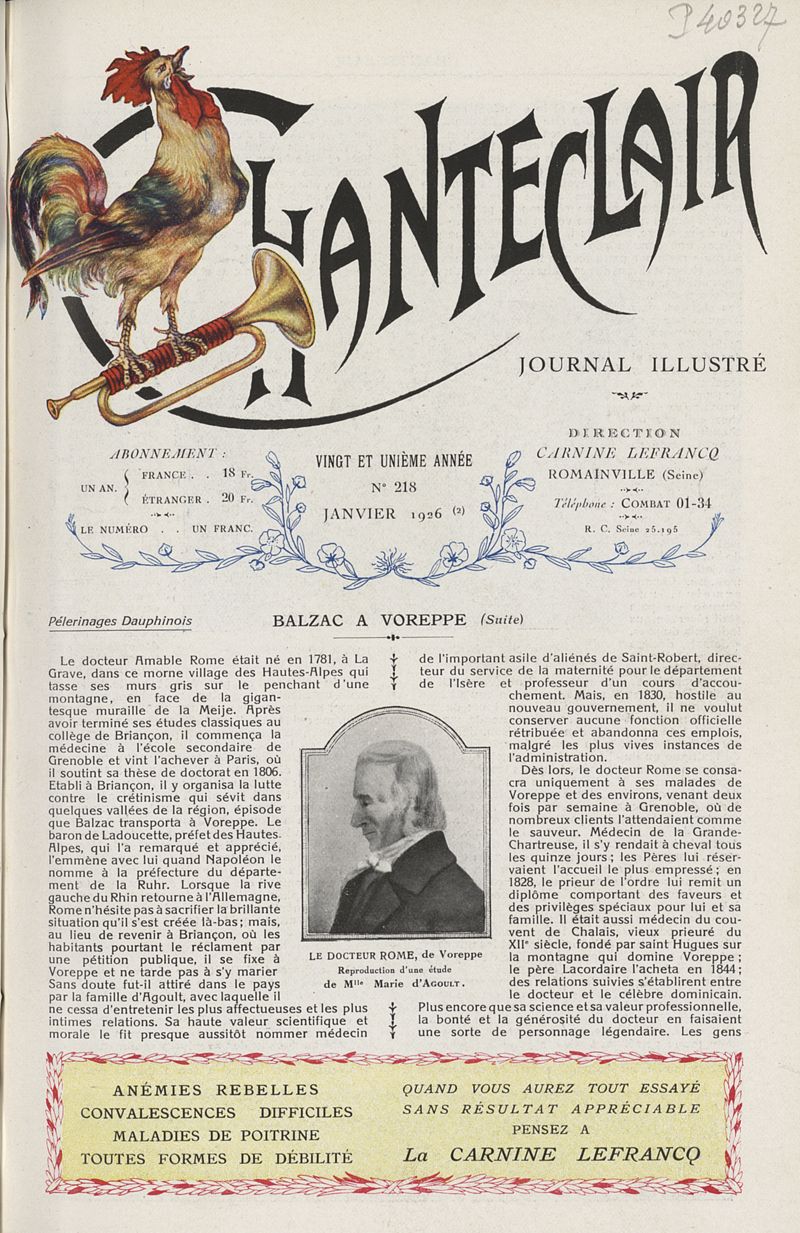 P 40327
CHANTECLAIR
JOURNAL ILLUSTRÉ
ABONNEMENT :
UN AN. { FRANCE . . 18 Fr.
ÉTRANGER . 20 Fr.
LE NUMÉRO . . UN FRANC.
VINGT ET UNIÈME ANNÉE
N° 218
JANVIER 1926 (2)
DIRECTION
CARNINE LEFRANCQ
ROMAINVILLE (Seine)
Téléphone : COMBAT 01-34
R. C. Seine 25.195
Pélerinages Dauphinois
BALZAC A VOREPPE (Suite)
Le docteur Amable Rome était né en 1781, à La
Grave, dans ce morne village des Hautes-Alpes qui
tasse ses murs gris sur le penchant d'une
montagne, en face de la gigan-
tesque muraille de la Meije. Après
avoir terminé ses études classiques au
collège de Briançon, il commença la
médecine à l'école secondaire de
Grenoble et vint l'achever à Paris, où
il soutint sa thèse de doctorat en 1806.
Etabli à Briançon, il y organisa la lutte
contre le crétinisme qui sévit dans
quelques vallées de la région, épisode
que Balzac transporta à Voreppe. Le
baron de Ladoucette, préfet des Hautes-
Alpes, qui l'a remarqué et apprécié,
l'emmène avec lui quand Napoléon le
nomme à la préfecture du départe-
ment de la Ruhr. Lorsque la rive
gauche du Rhin retourne à l'Allemagne,
Rome n'hésite pas à sacrifier la brillante
situation qu'il s'est créée là-bas ; mais,
au lieu de revenir à Briançon, où les
habitants pourtant le réclament par
une pétition publique, il se fixe à
Voreppe et ne tarde pas à s'y marier
Sans doute fut-il attiré dans le pays
par la famille d'Agoult, avec laquelle il
ne cessa d'entretenir les plus affectueuses et les plus
intimes relations. Sa haute valeur scientifique et
morale le fit presque aussitôt nommer médecin
LE DOCTEUR ROME, de Voreppe
Reproduction d'une étude
de Mlle Marie d'AGOULT.
de l'important asile d'aliénés de Saint-Robert, direc-
teur du service de la maternité pour le département
de l'Isère et professeur d'un cours d'accou-
chement. Mais, en 1830, hostile au
nouveau gouvernement, il ne voulut
conserver aucune fonction officielle
rétribuée et abandonna ces emplois,
malgré les plus vives instances de
l'administration.
Dès lors, le docteur Rome se consa-
cra uniquement à ses malades de
Voreppe et des environs, venant deux
fois par semaine à Grenoble, où de
nombreux clients l'attendaient comme
le sauveur. Médecin de la Grande-
Chartreuse, il s'y rendait à cheval tous
les quinze jours ; les Pères lui réser-
vaient l'accueil le plus empressé ; en
1828, le prieur de l'ordre lui remit un
diplôme comportant des faveurs et
des privilèges spéciaux pour lui et sa
famille. Il était aussi médecin du cou-
vent de Chalais, vieux prieuré du
XIIe siècle, fondé par saint Hugues sur
la montagne qui domine Voreppe ;
le père Lacordaire l'acheta en 1844 ;
des relations suivies s'établirent entre
le docteur et le célèbre dominicain.
Plus encore que sa science et sa valeur professionnelle,
la bonté et la générosité du docteur en faisaient
une sorte de personnage légendaire. Les gens
ANÉMIES REBELLES
CONVALESCENCES DIFFICILES
MALADIES DE POITRINE
TOUTES FORMES DE DÉBILITÉ
QUAND VOUS AUREZ TOUT ESSAYÉ
SANS RÉSULTAT APPRÉCIABLE
PENSEZ A
La CARNINE LEFRANCQ